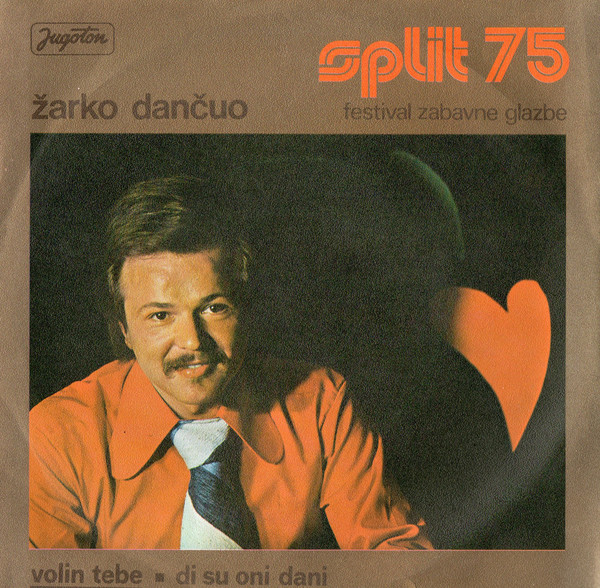 Jugoton
split 75
žarko dančuo
festival zabavne glazbe
volin tebe ▪ di su oni dani